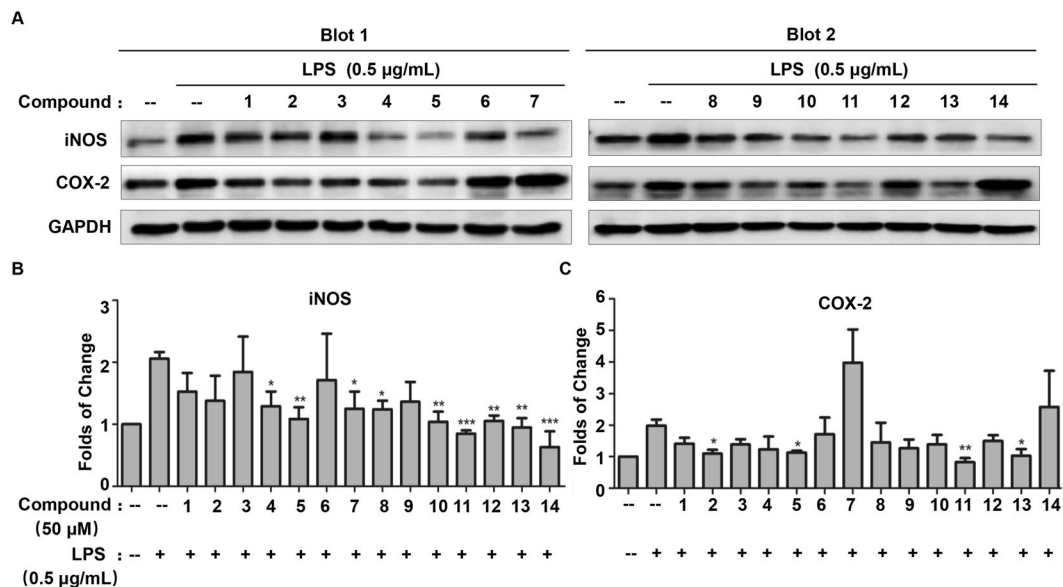 A
Blot 1 Blot 2
LPS (0.5 µg/mL) LPS (0.5 µg/mL)
Compound : -- -- 1 2 3 4 5 6 7 -- -- 8 9 10 11 12 13 14
iNOS
COX-2
GAPDH
B C
iNOS COX-2
Folds of Change
3
2
1
0
* ** * * ** *** ** ** ***
Compound : -- -- 1 2 3 4 5 6 7 8 9 10 11 12 13 14
(50 µM)
LPS : -- + + + + + + + + + + + + + + +
(0.5 µg/mL)
Folds of Change
6
5
4
3
2
1
0
* * ** *
-- -- 1 2 3 4 5 6 7 8 9 10 11 12 13 14
-- + + + + + + + + + + + + + + +